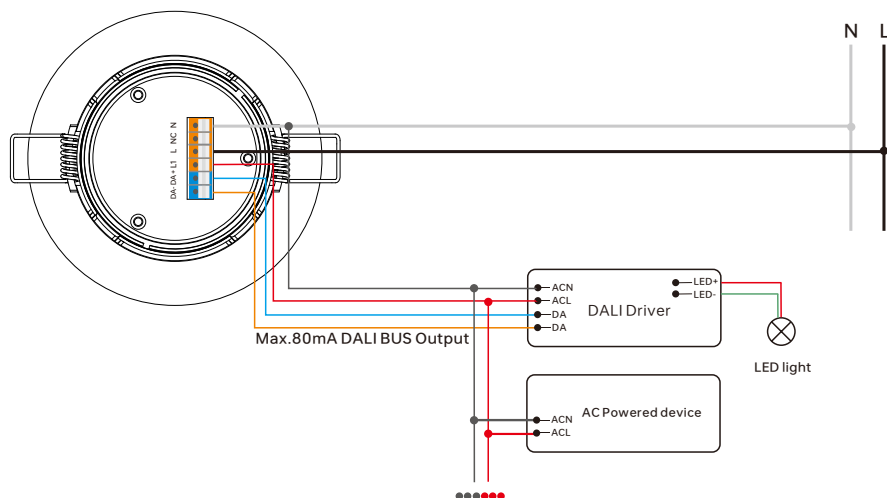 N L
N
NC
L
L1
DA+
DA-
ACN
ACL
DA
DA
DALI Driver
LED+
LED-
Max.80mA DALI BUS Output
LED light
ACN
ACL
AC Powered device